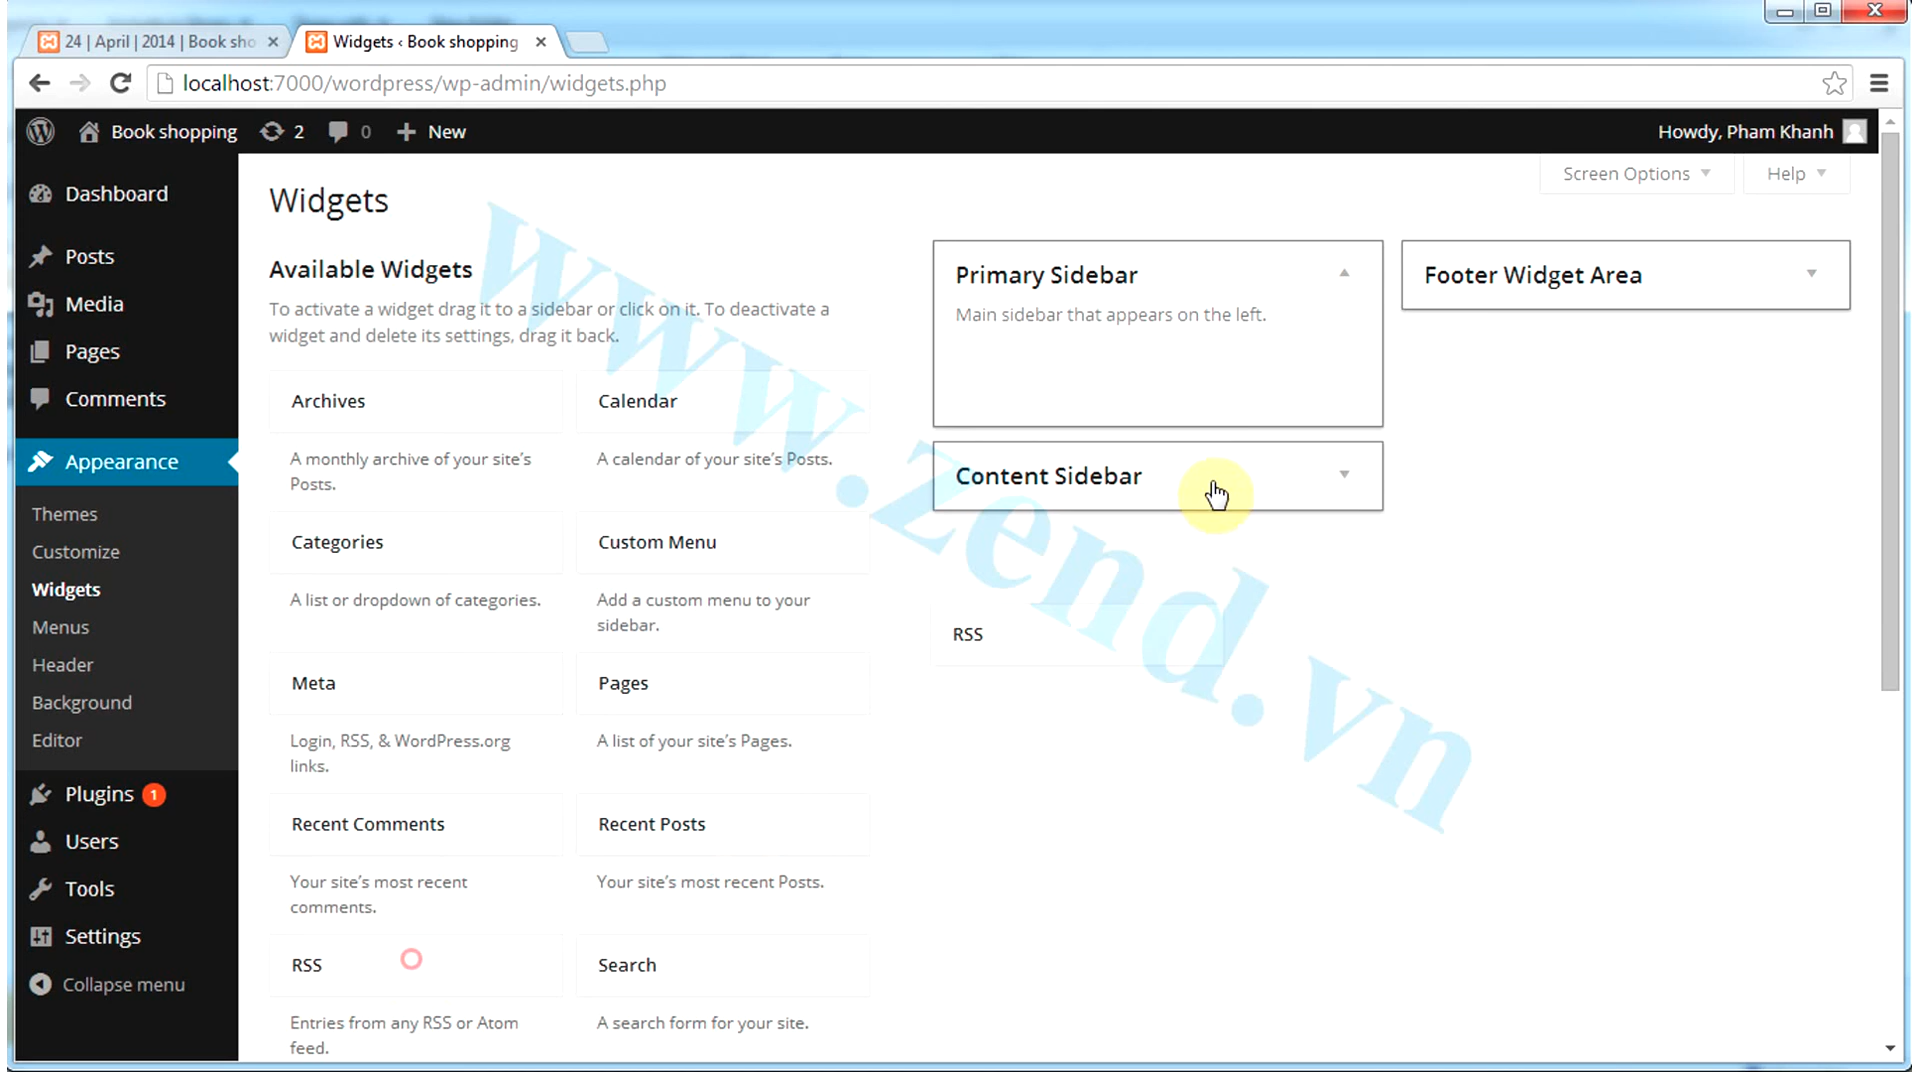 24 | April | 2014 | Book sho
Widgets ‹ Book shopping
localhost:7000/wordpress/wp-admin/widgets.php
Book shopping
2
0
New
Howdy, Pham Khanh
Dashboard
Posts
Media
Pages
Comments
Appearance
Themes
Customize
Widgets
Menus
Header
Background
Editor
Plugins 1
Users
Tools
Settings
Collapse menu
Screen Options
Help
Widgets
Available Widgets
To activate a widget drag it to a sidebar or click on it. To deactivate a
widget and delete its settings, drag it back.
Archives
A monthly archive of your site's
Posts.
Calendar
A calendar of your site's Posts.
Categories
A list or dropdown of categories.
Custom Menu
Add a custom menu to your
sidebar.
Meta
Login, RSS, & WordPress.org
links.
Pages
A list of your site's Pages.
Recent Comments
Your site's most recent
comments.
Recent Posts
Your site's most recent Posts.
RSS
Entries from any RSS or Atom
feed.
Search
A search form for your site.
Primary Sidebar
Main sidebar that appears on the left.
Content Sidebar
RSS
Footer Widget Area
www.zend.vn